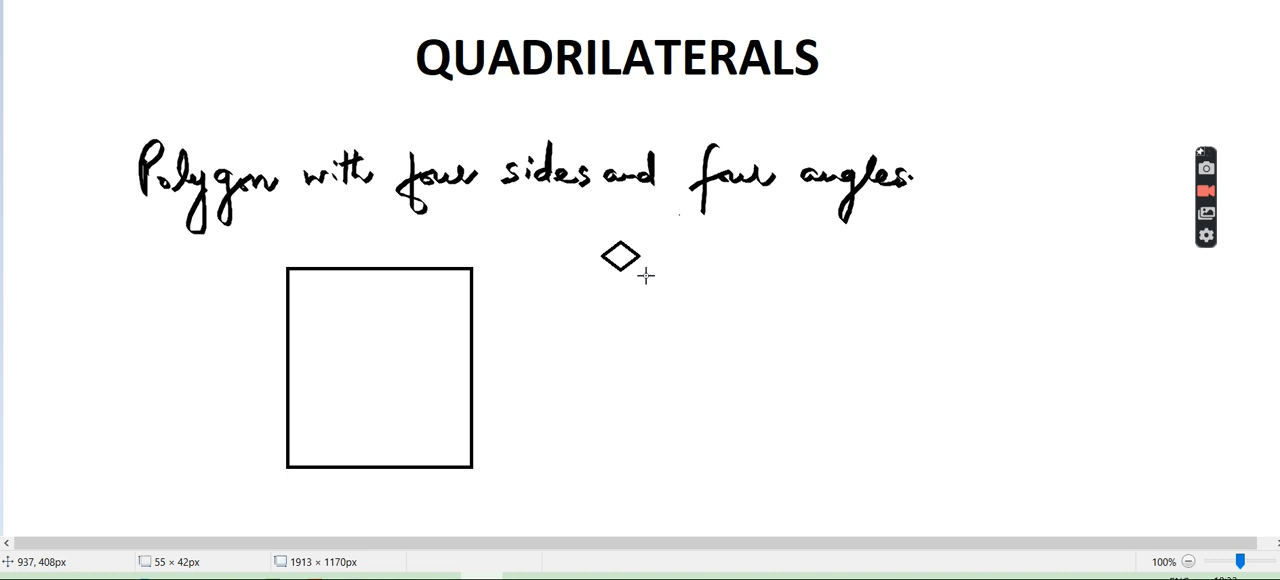 QUADRILATERALS
Polygon with four sides and four angles.
937, 408px
55 × 42px
1913 × 1170px
100%